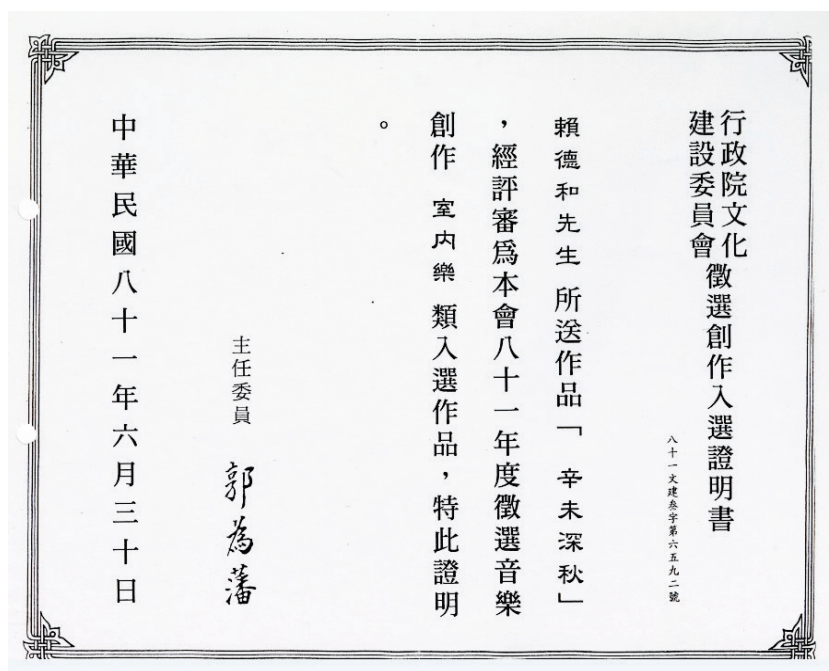 行政院文化
建設委員會
徵選創作入選證明書
八十一文建叁字第六五九二號
賴德和先生 所送作品「 辛未深秋」
，經評審爲本會八十一年度徵選音樂
創作 室內樂 類入選作品，特此證明
。
主任委員 郭為藩
中華民國八十一年六月三十日